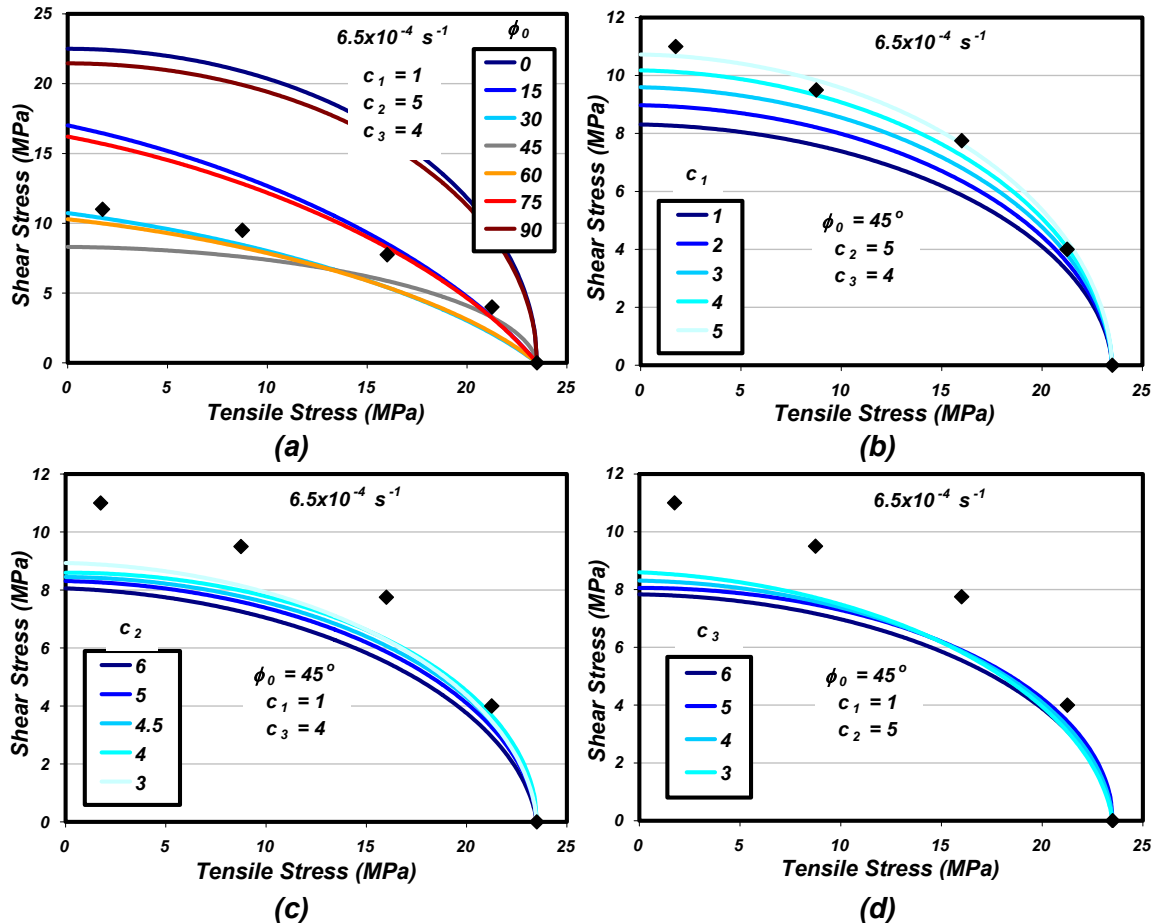 25
20
15
10
5
0
Shear Stress (MPa)
6.5x10⁻⁴ s⁻¹
c₁ = 1
c₂ = 5
c₃ = 4
ϕ₀
0
15
30
45
60
75
90
0 5 10 15 20 25
Tensile Stress (MPa)
(a)
12
10
8
6
4
2
0
Shear Stress (MPa)
6.5x10⁻⁴ s⁻¹
c₁
1
2
3
4
5
ϕ₀ = 45°
c₂ = 5
c₃ = 4
0 5 10 15 20 25
Tensile Stress (MPa)
(b)
12
10
8
6
4
2
0
Shear Stress (MPa)
6.5x10⁻⁴ s⁻¹
c₂
6
5
4.5
4
3
ϕ₀ = 45°
c₁ = 1
c₃ = 4
0 5 10 15 20 25
Tensile Stress (MPa)
(c)
12
10
8
6
4
2
0
Shear Stress (MPa)
6.5x10⁻⁴ s⁻¹
c₃
6
5
4
3
ϕ₀ = 45°
c₁ = 1
c₂ = 5
0 5 10 15 20 25
Tensile Stress (MPa)
(d)